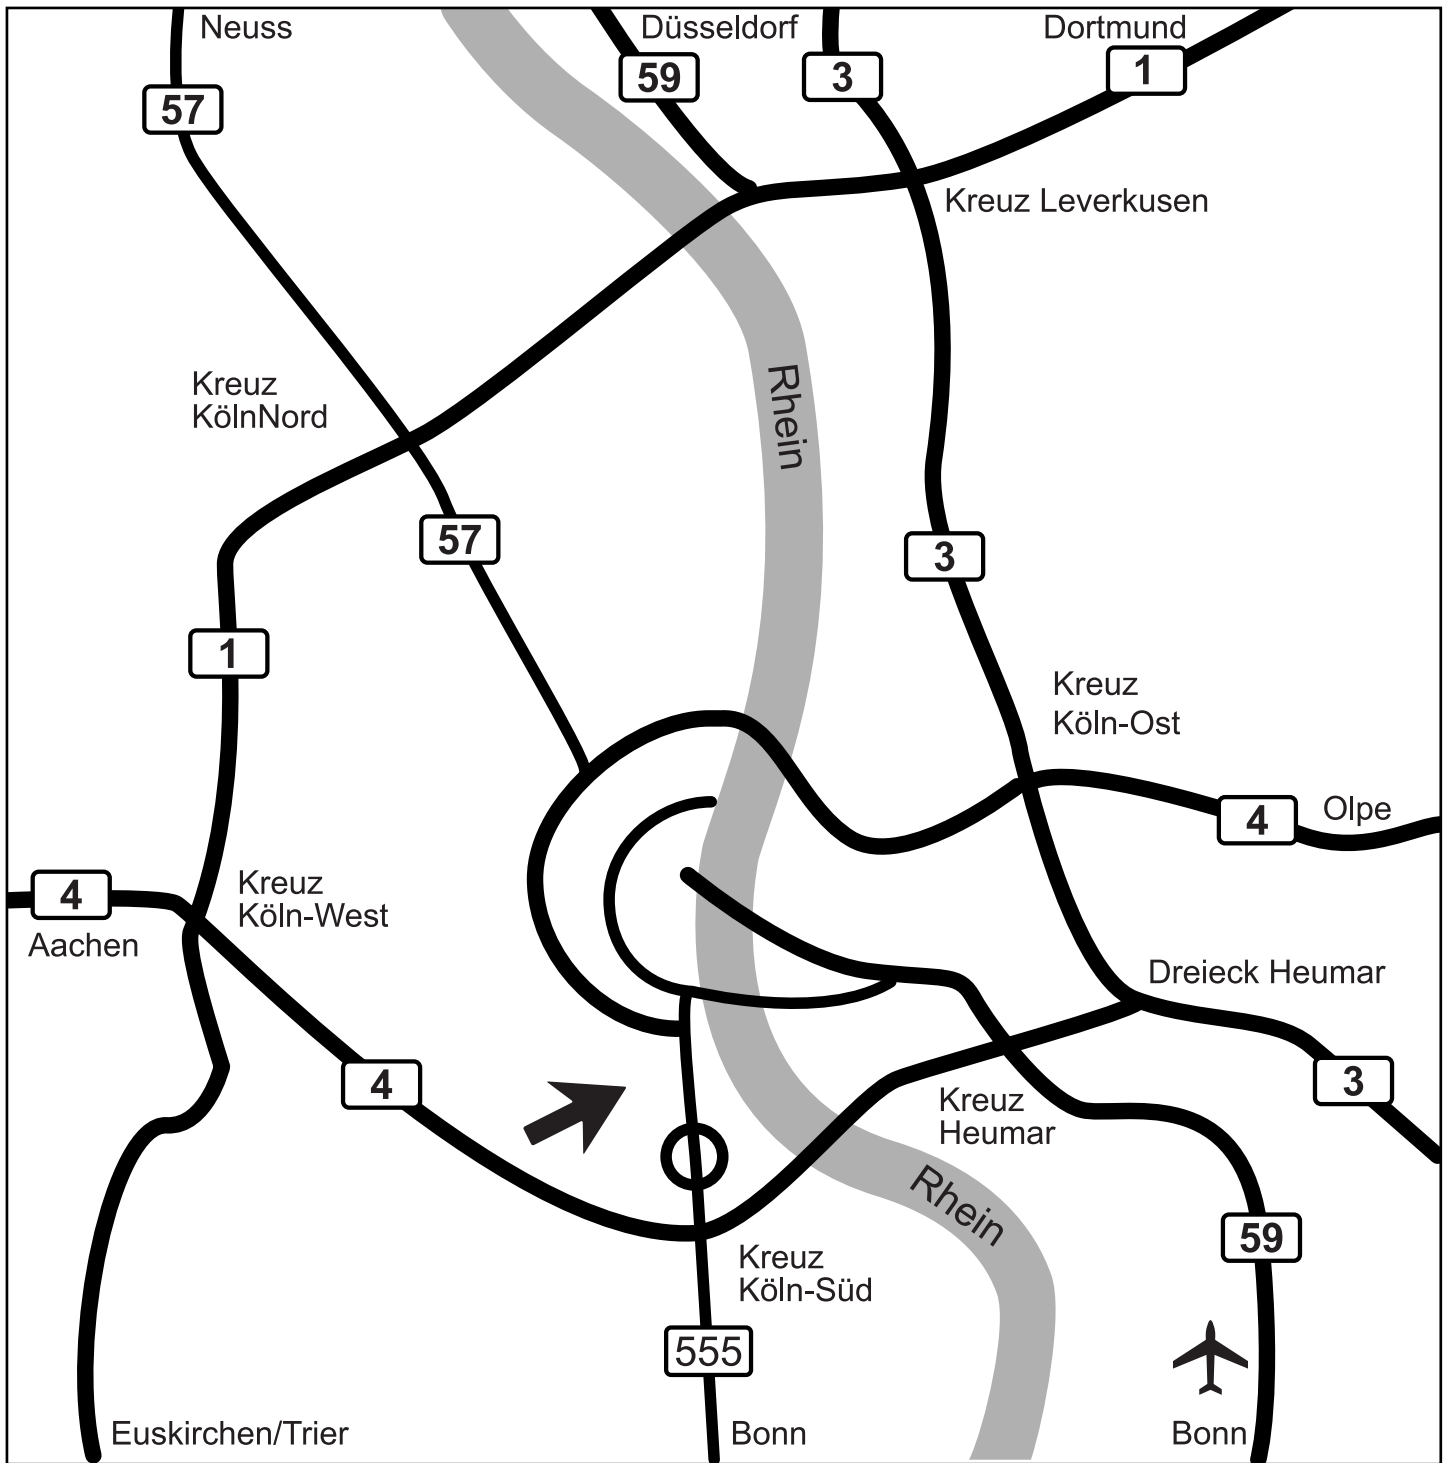 Neuss
Düsseldorf
Dortmund
57
59
3
1
Kreuz Leverkusen
Kreuz
KölnNord
Rhein
57
3
1
Kreuz
Köln-Ost
4
Olpe
4
Aachen
Kreuz
Köln-West
Dreieck Heumar
4
3
Kreuz
Heumar
Rhein
59
Kreuz
Köln-Süd
555
Euskirchen/Trier
Bonn
Bonn